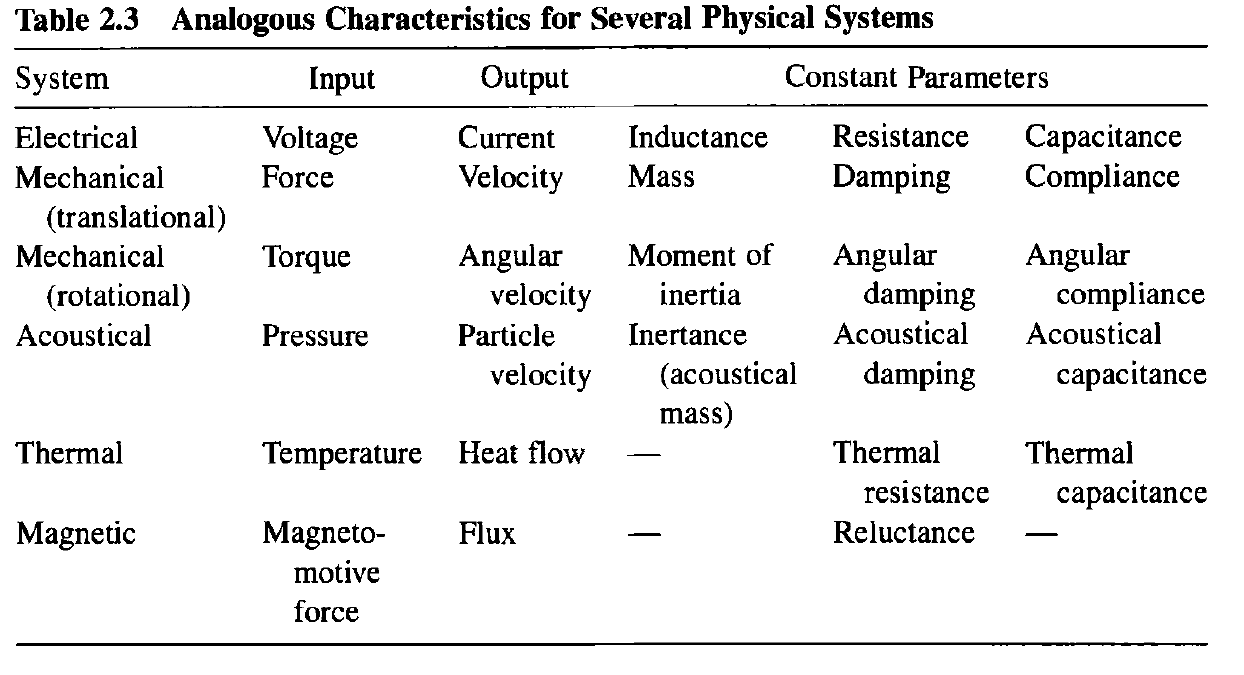 Table 2.3 Analogous Characteristics for Several Physical Systems
System Input Output Constant Parameters
Electrical Voltage Current Inductance Resistance Capacitance
Mechanical Force Velocity Mass Damping Compliance
(translational)
Mechanical Torque Angular Moment of Angular Angular
(rotational) velocity inertia damping compliance
Acoustical Pressure Particle Inertance Acoustical Acoustical
velocity (acoustical damping capacitance
mass)
Thermal Temperature Heat flow — Thermal Thermal
resistance capacitance
Magnetic Magneto- Flux — Reluctance —
motive
force